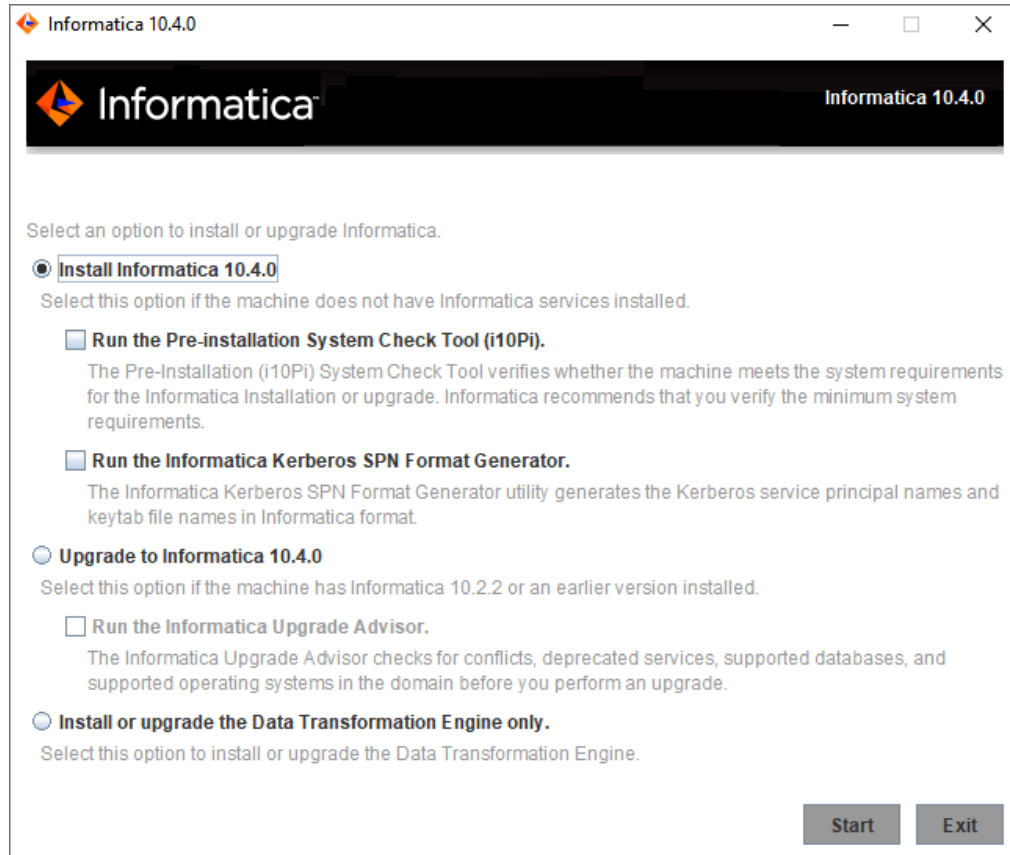 Informatica 10.4.0
Informatica
Informatica 10.4.0
Select an option to install or upgrade Informatica.
Install Informatica 10.4.0
Select this option if the machine does not have Informatica services installed.
Run the Pre-installation System Check Tool (i10Pi).
The Pre-Installation (i10Pi) System Check Tool verifies whether the machine meets the system requirements
for the Informatica Installation or upgrade. Informatica recommends that you verify the minimum system
requirements.
Run the Informatica Kerberos SPN Format Generator.
The Informatica Kerberos SPN Format Generator utility generates the Kerberos service principal names and
keytab file names in Informatica format.
Upgrade to Informatica 10.4.0
Select this option if the machine has Informatica 10.2.2 or an earlier version installed.
Run the Informatica Upgrade Advisor.
The Informatica Upgrade Advisor checks for conflicts, deprecated services, supported databases, and
supported operating systems in the domain before you perform an upgrade.
Install or upgrade the Data Transformation Engine only.
Select this option to install or upgrade the Data Transformation Engine.
Start Exit